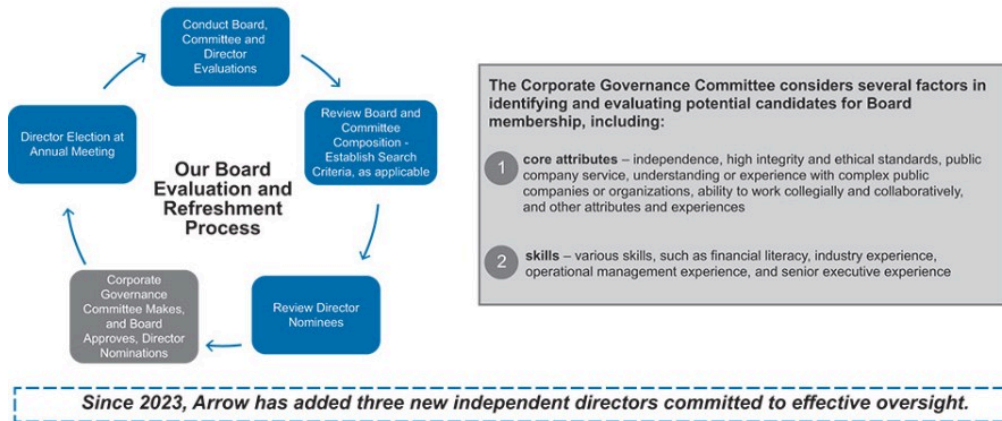 Conduct Board,
Committee and
Director
Evaluations
Review Board and
Committee
Composition -
Establish Search
Criteria, as applicable
Review Director
Nominees
Corporate
Governance
Committee Makes,
and Board
Approves, Director
Nominations
Director Election at
Annual Meeting
Our Board
Evaluation and
Refreshment
Process
The Corporate Governance Committee considers several factors in
identifying and evaluating potential candidates for Board
membership, including:
1
core attributes – independence, high integrity and ethical standards, public
company service, understanding or experience with complex public
companies or organizations, ability to work collegially and collaboratively,
and other attributes and experiences
2
skills – various skills, such as financial literacy, industry experience,
operational management experience, and senior executive experience
Since 2023, Arrow has added three new independent directors committed to effective oversight.